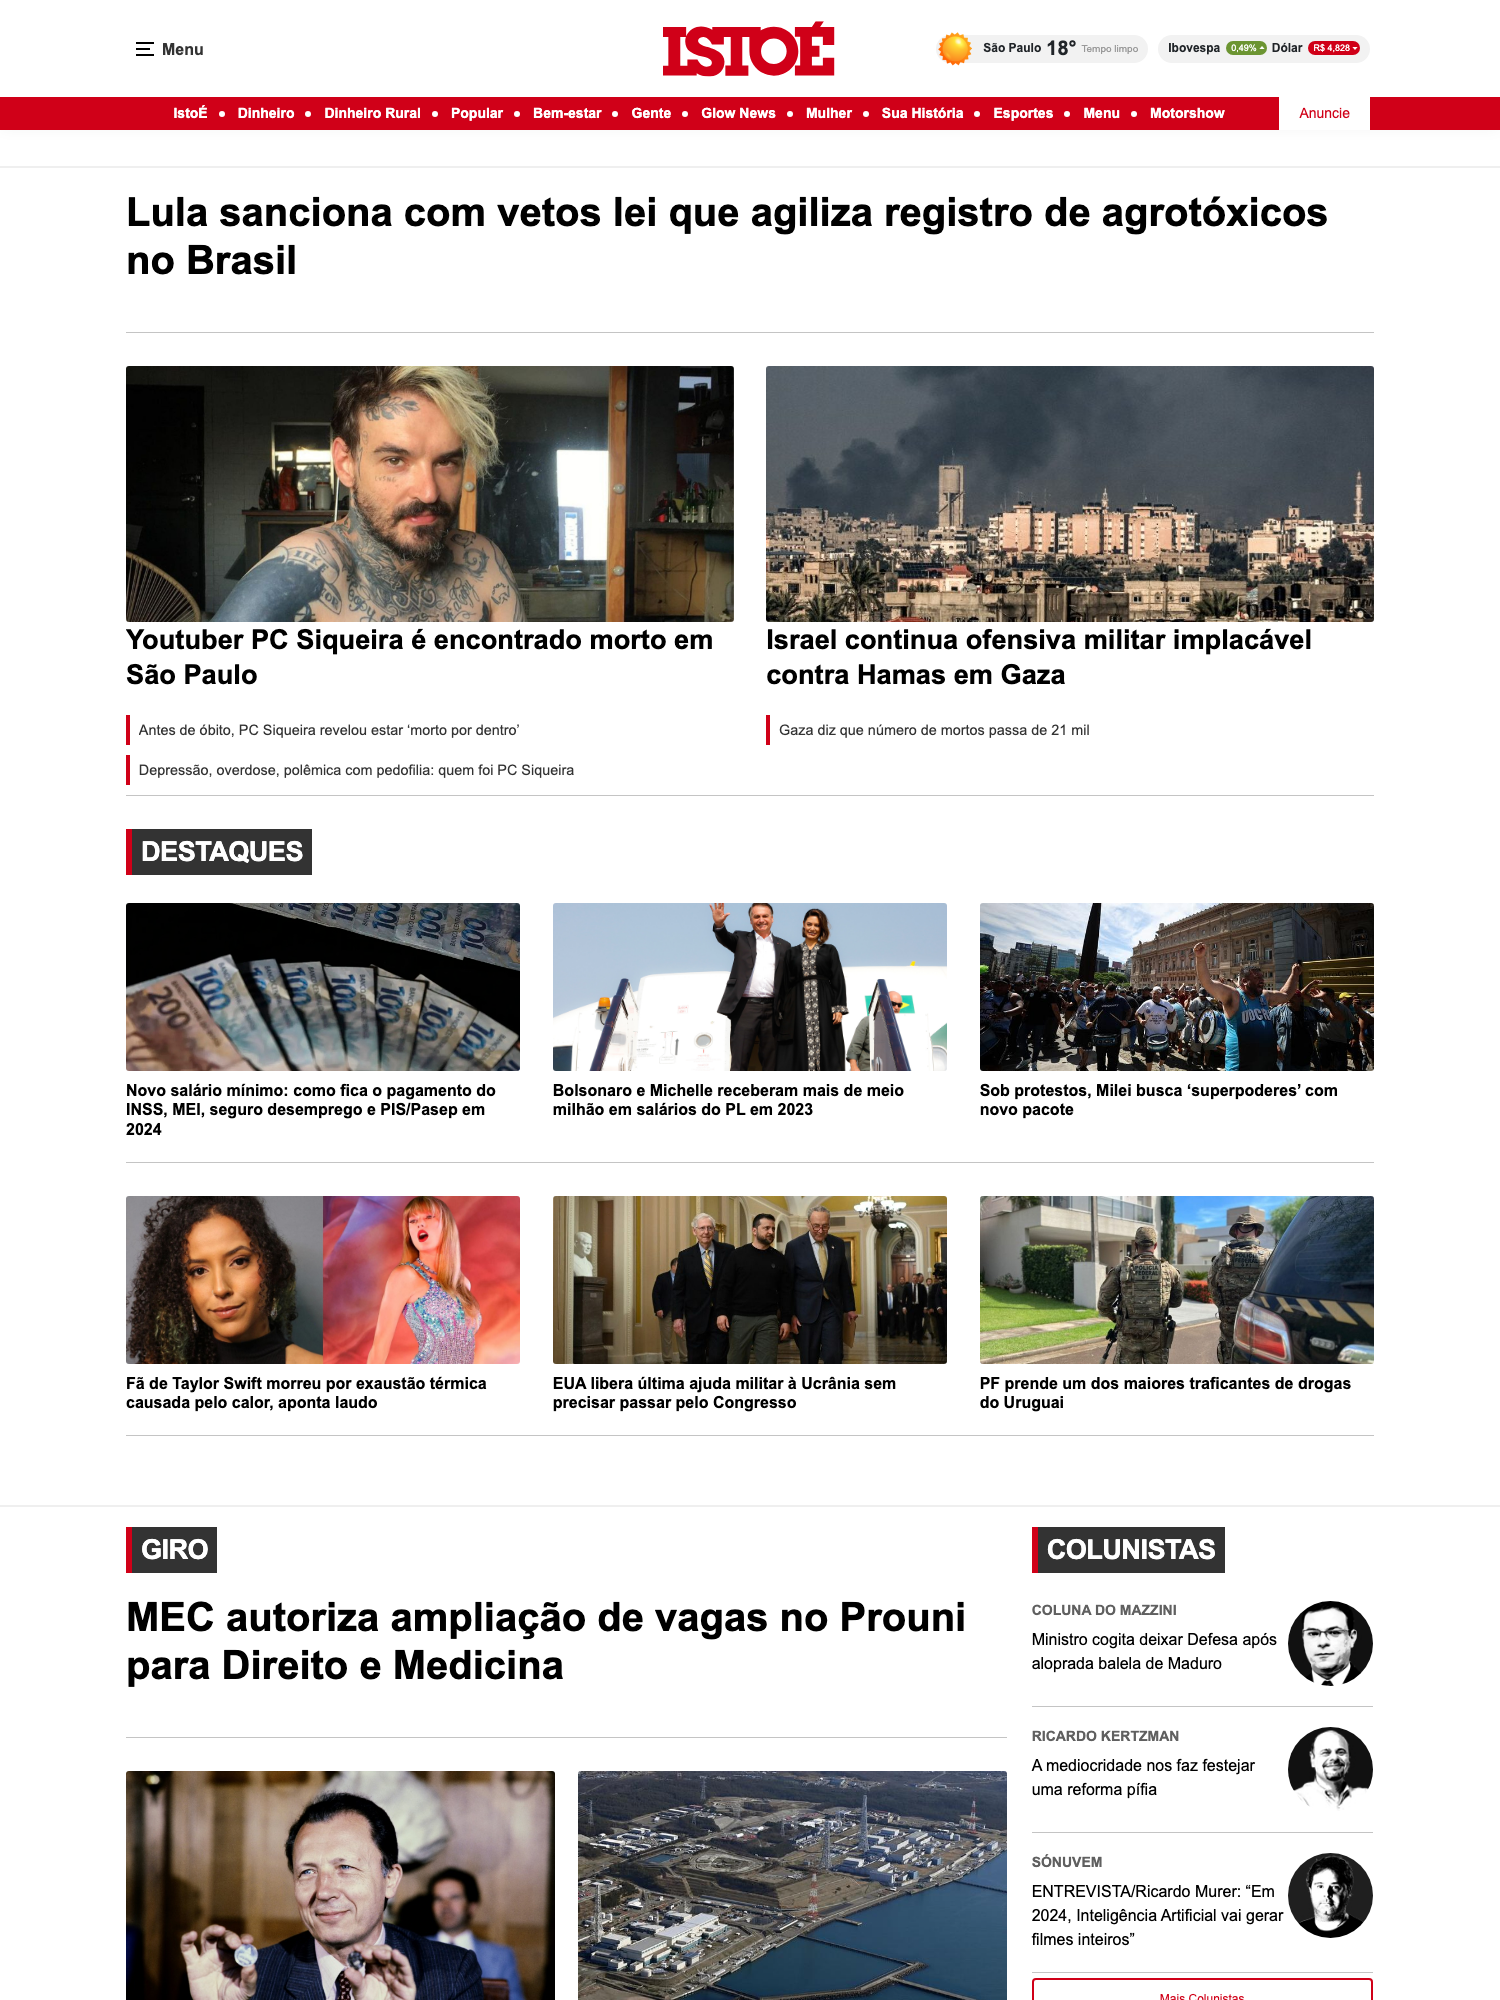 Menu
ISTOÉ
São Paulo 18° Tempo limpo
Ibovespa 0,49% Dólar R$ 4,828
IstoÉ • Dinheiro • Dinheiro Rural • Popular • Bem-estar • Gente • Glow News • Mulher • Sua História • Esportes • Menu • Motorshow
Anuncie
Lula sanciona com vetos lei que agiliza registro de agrotóxicos
no Brasil
Youtuber PC Siqueira é encontrado morto em
São Paulo
Antes de óbito, PC Siqueira revelou estar ‘morto por dentro’
Depressão, overdose, polêmica com pedofilia: quem foi PC Siqueira
Israel continua ofensiva militar implacável
contra Hamas em Gaza
Gaza diz que número de mortos passa de 21 mil
DESTAQUES
Novo salário mínimo: como fica o pagamento do
INSS, MEI, seguro desemprego e PIS/Pasep em
2024
Bolsonaro e Michelle receberam mais de meio
milhão em salários do PL em 2023
Sob protestos, Milei busca ‘superpoderes’ com
novo pacote
Fã de Taylor Swift morreu por exaustão térmica
causada pelo calor, aponta laudo
EUA libera última ajuda militar à Ucrânia sem
precisar passar pelo Congresso
PF prende um dos maiores traficantes de drogas
do Uruguai
GIRO
MEC autoriza ampliação de vagas no Prouni
para Direito e Medicina
COLUNISTAS
COLUNA DO MAZZINI
Ministro cogita deixar Defesa após
aloprada balela de Maduro
RICARDO KERTZMAN
A mediocridade nos faz festejar
uma reforma pífia
SÓNUVEM
ENTREVISTA/Ricardo Murer: “Em
2024, Inteligência Artificial vai gerar
filmes inteiros”
Mais Colunistas